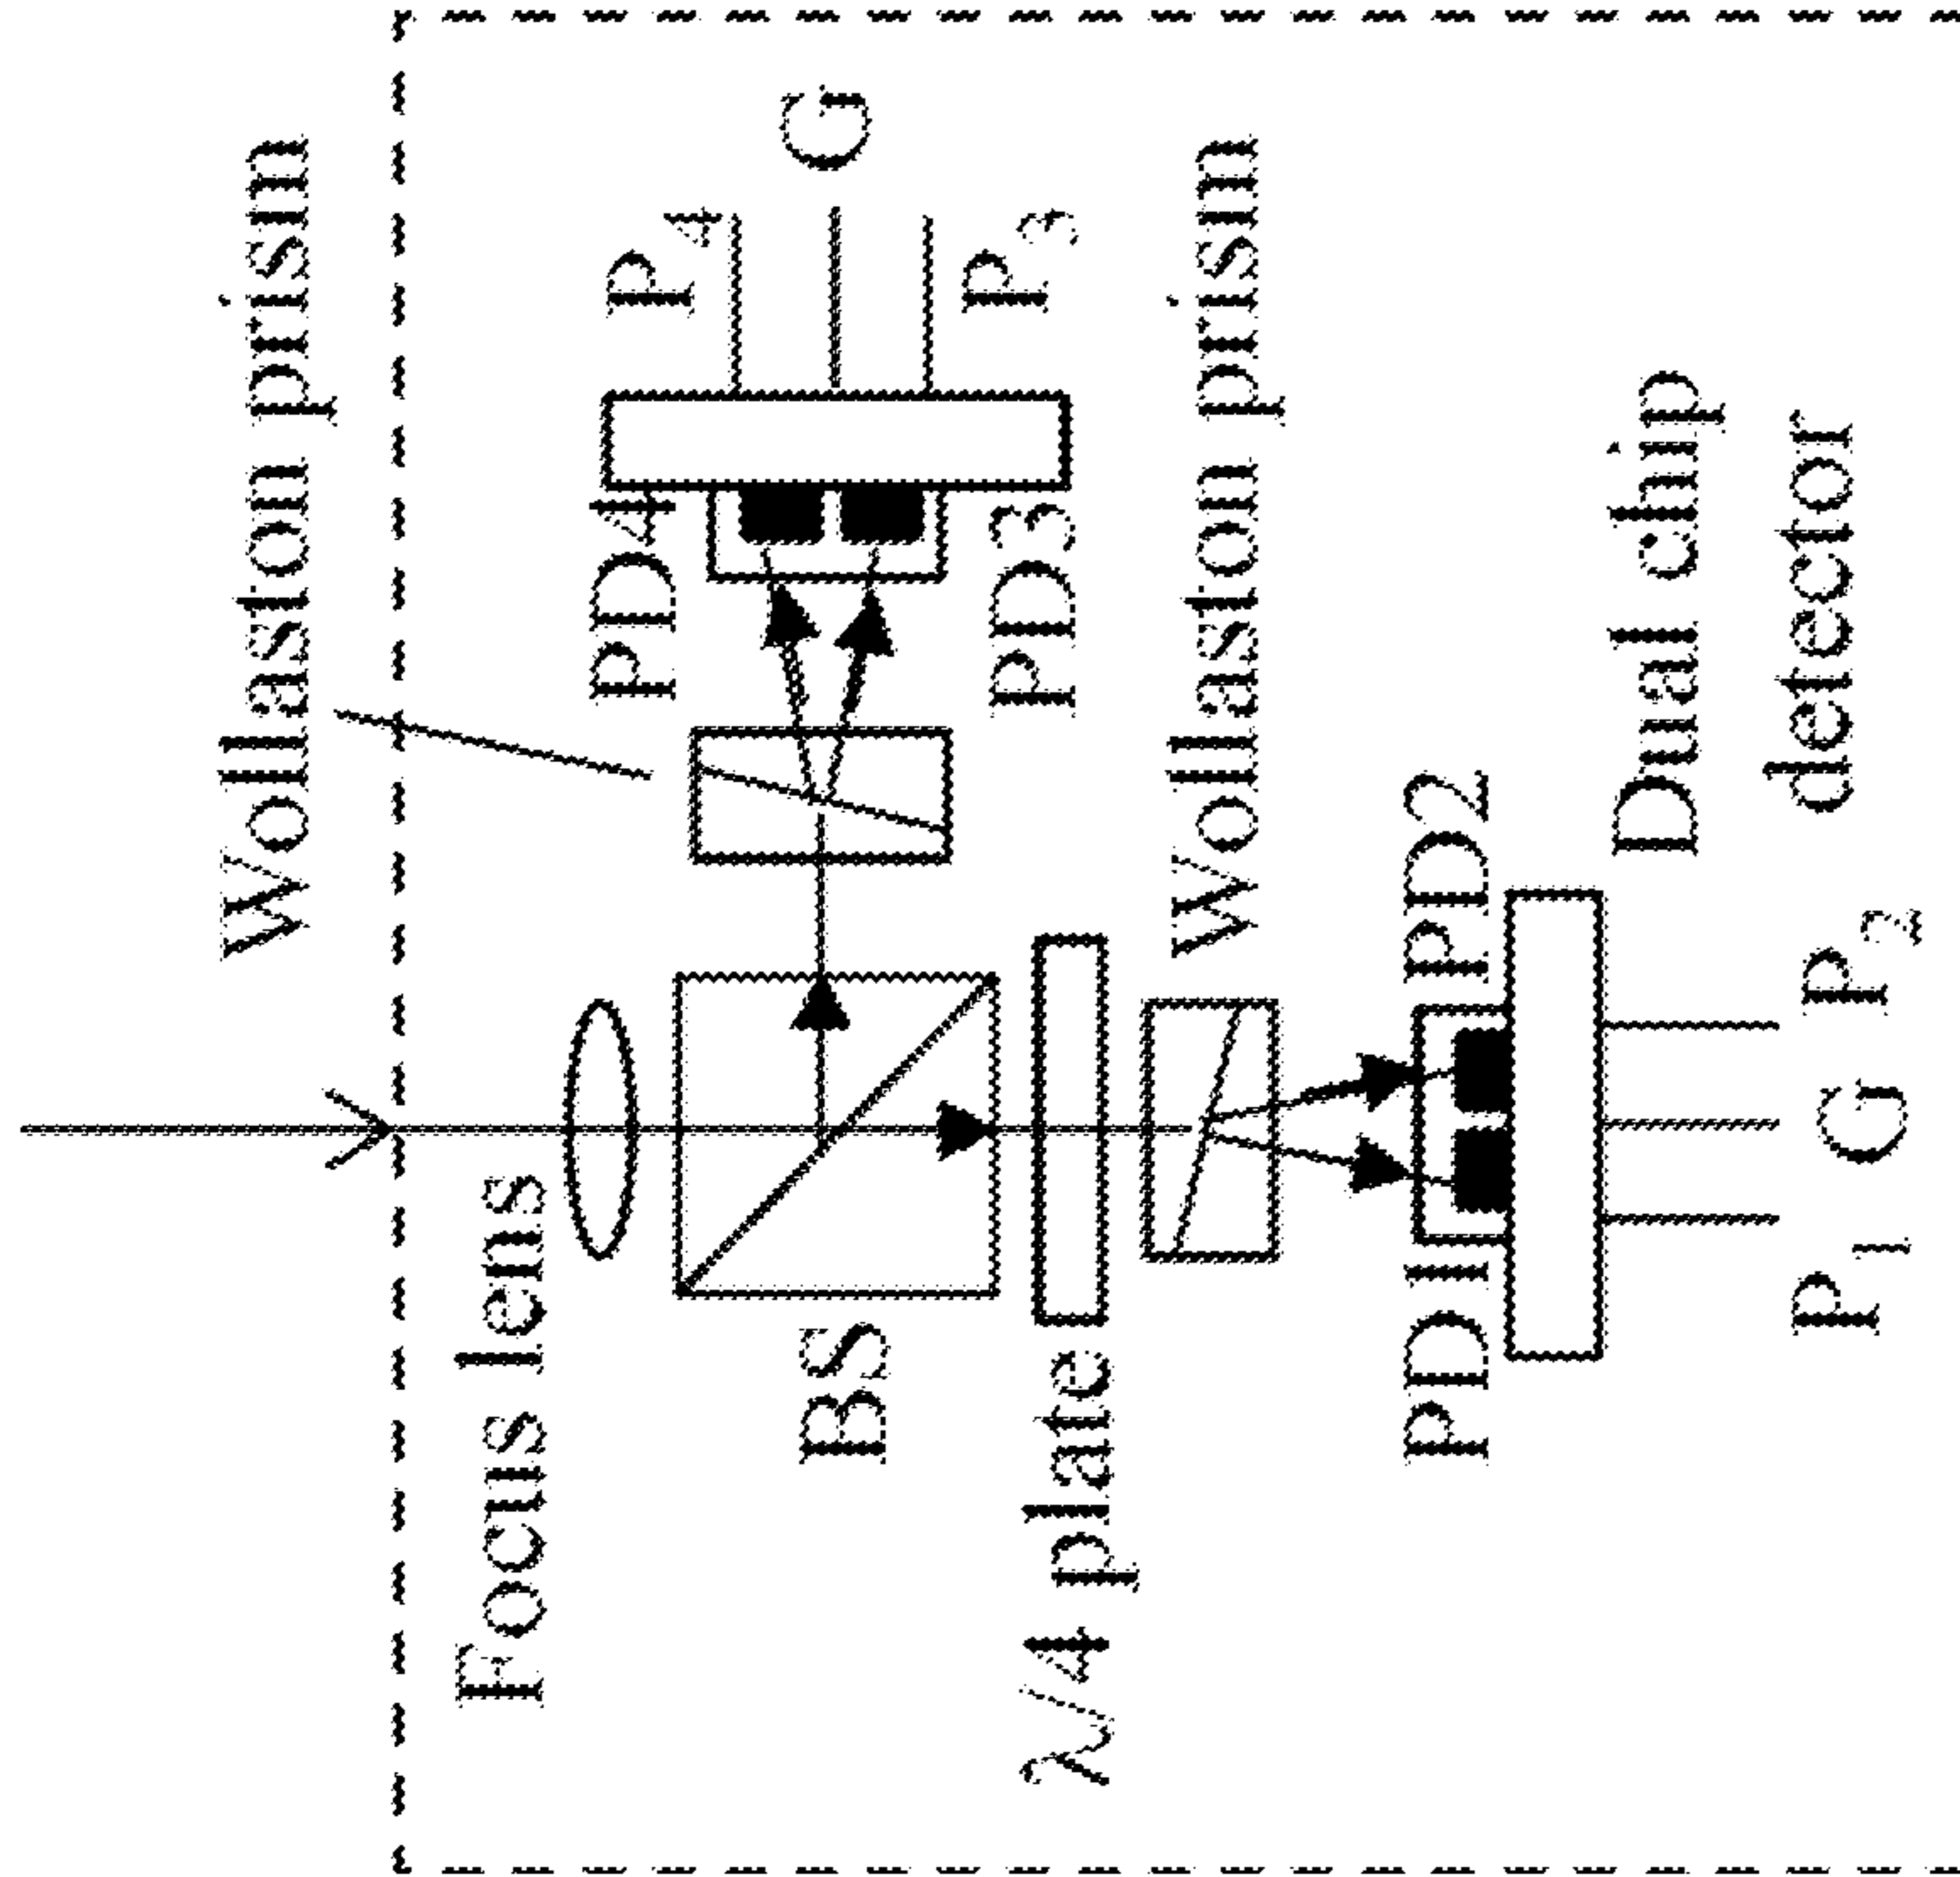 Wollaston prism
Focus lens
PD4
P₄
BS
G
PD3
P₃
λ/4 plate
Wollaston prism
PD1 PD2
Dual chip
detector
P₁ G P₂